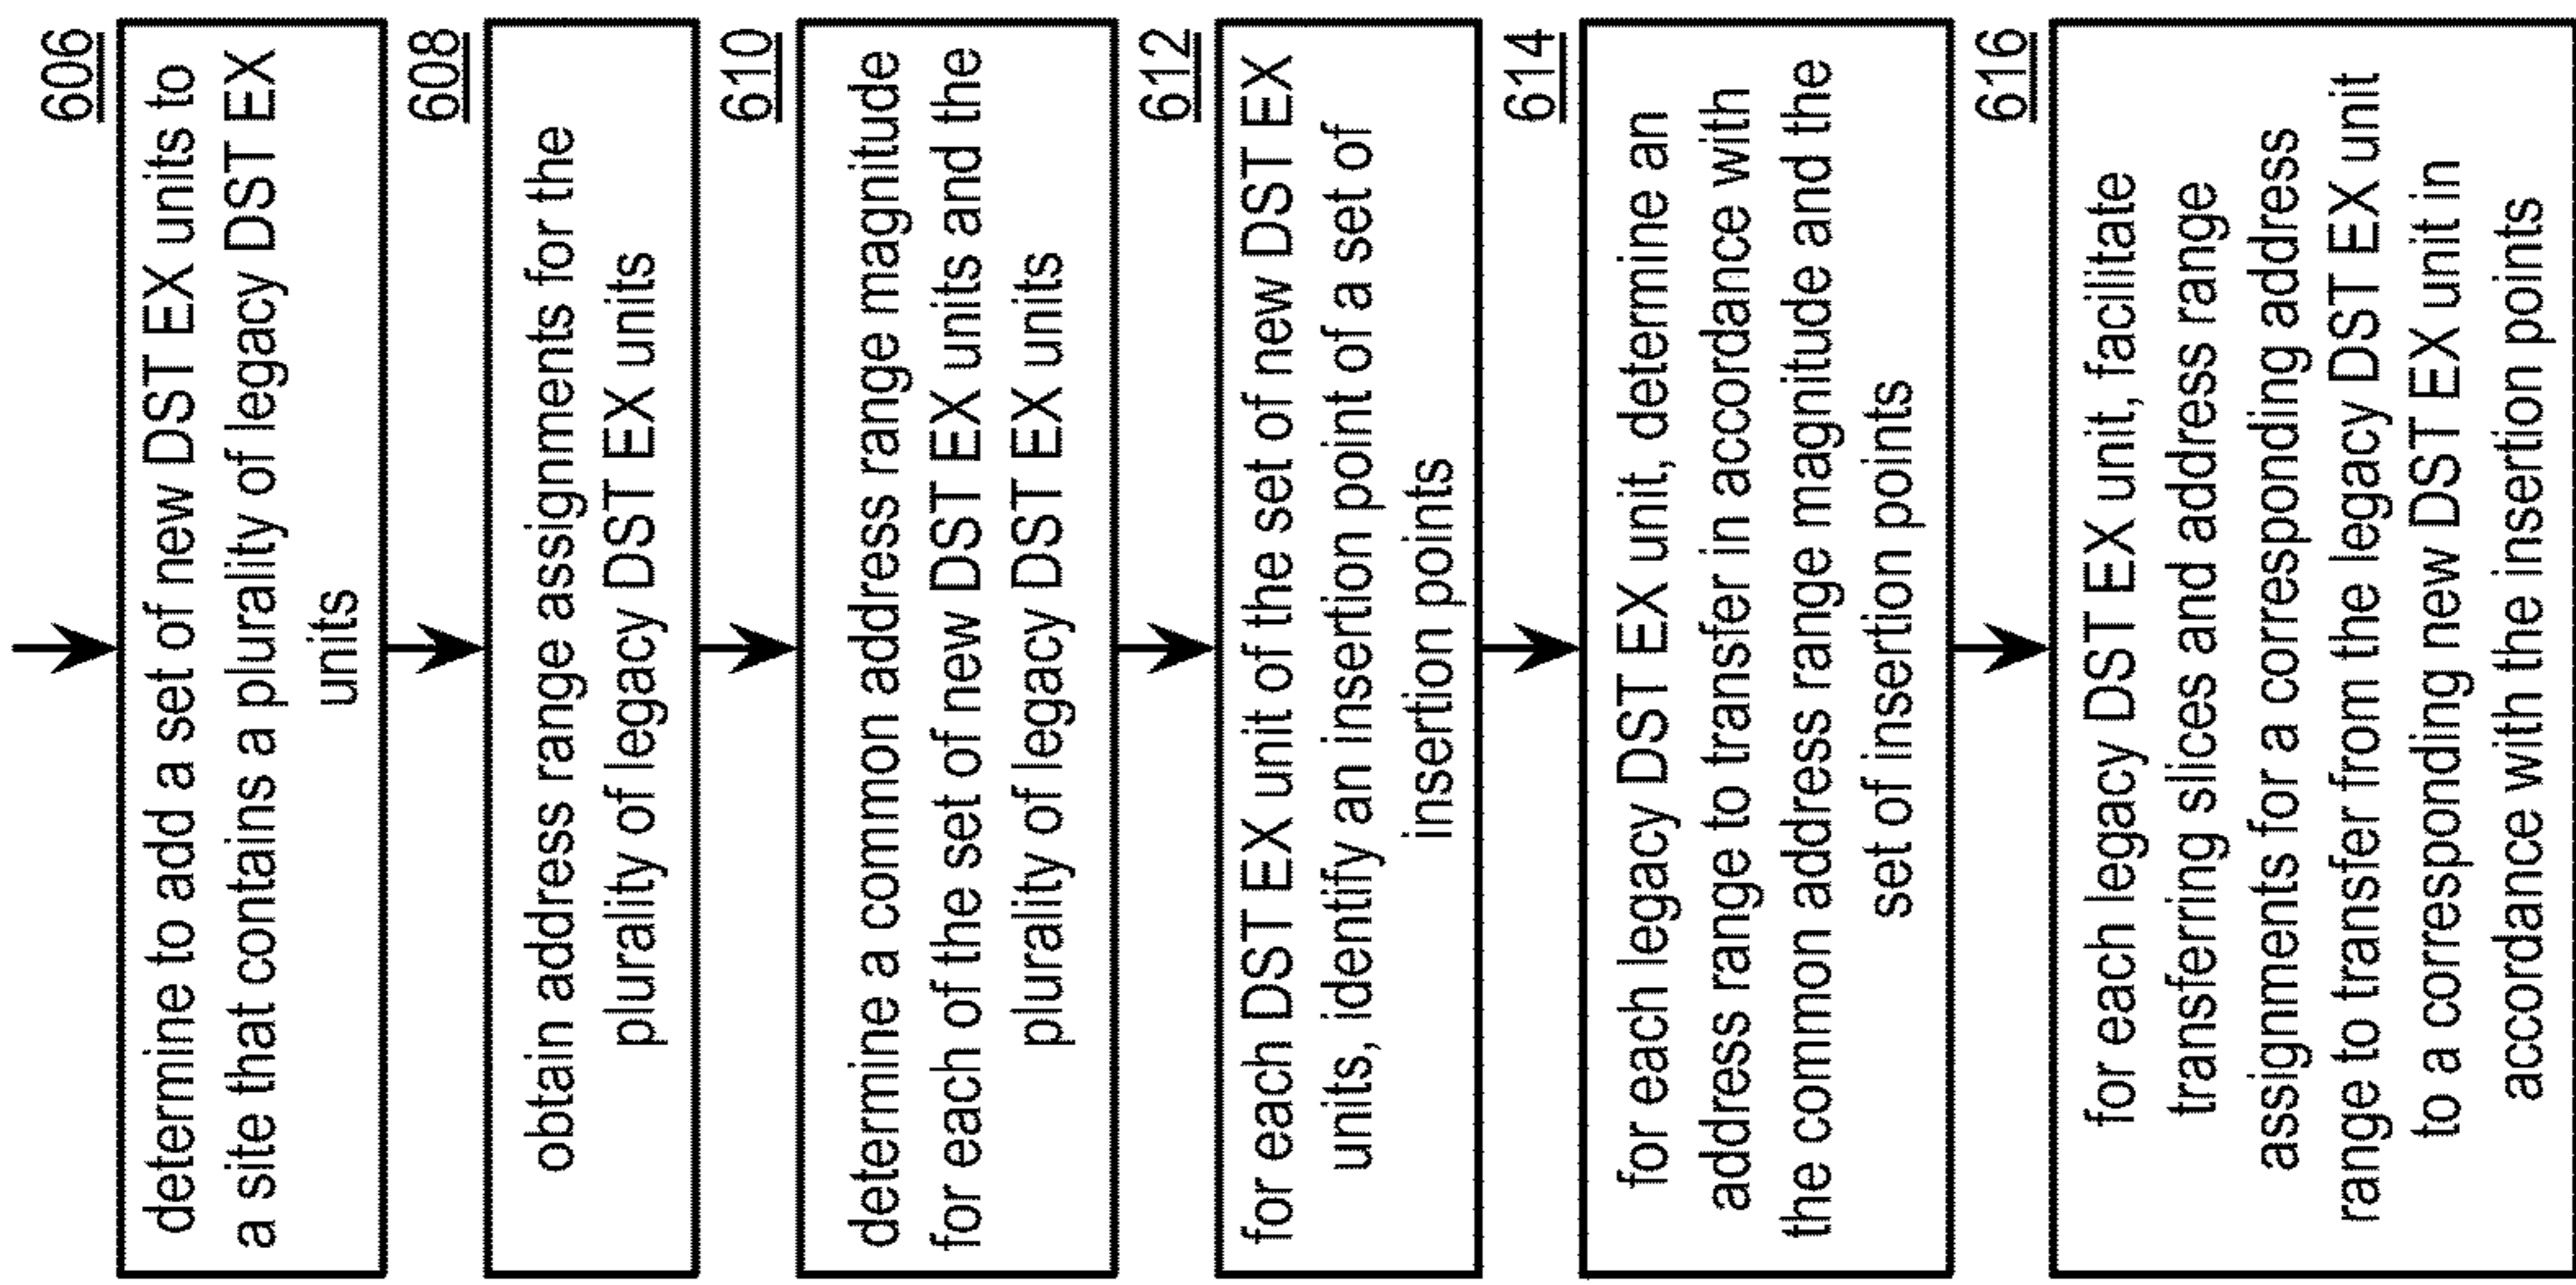 606
determine to add a set of new DST EX units to
a site that contains a plurality of legacy DST EX
units
608
obtain address range assignments for the
plurality of legacy DST EX units
610
determine a common address range magnitude
for each of the set of new DST EX units and the
plurality of legacy DST EX units
612
for each DST EX unit of the set of new DST EX
units, identify an insertion point of a set of
insertion points
614
for each legacy DST EX unit, determine an
address range to transfer in accordance with
the common address range magnitude and the
set of insertion points
616
for each legacy DST EX unit, facilitate
transferring slices and address range
assignments for a corresponding address
range to transfer from the legacy DST EX unit
to a corresponding new DST EX unit in
accordance with the insertion points